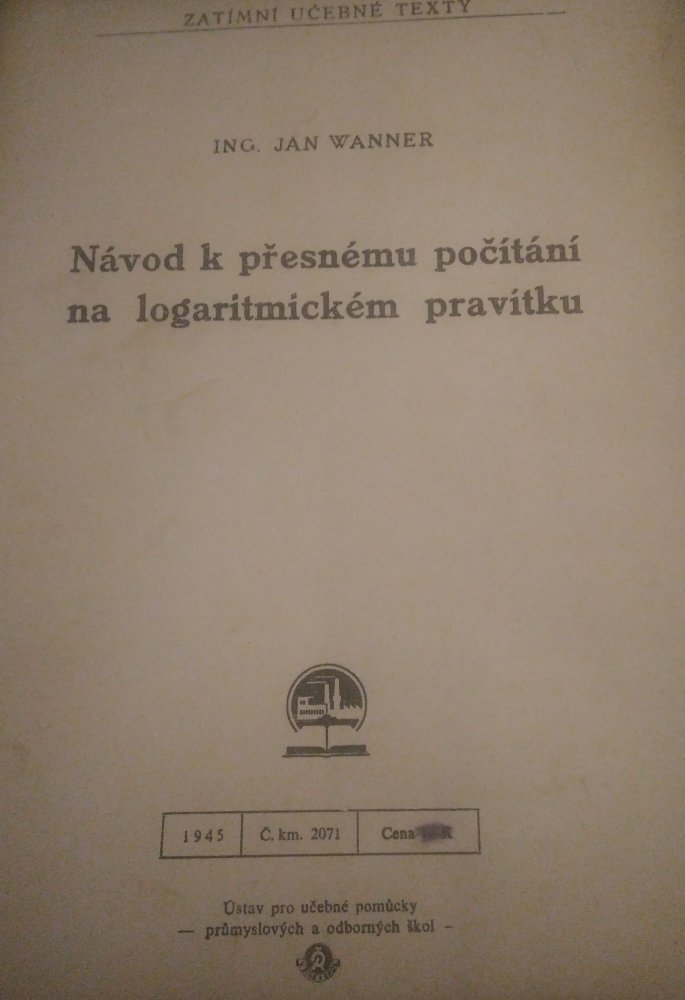 ZATÍMNÍ UČEBNÉ TEXTY
ING. JAN WANNER
Návod k přesnému počítání
na logaritmickém pravítku
1945 Č. km. 2071 Cena
Ústav pro učebné pomůcky
— průmyslových a odborných škol –